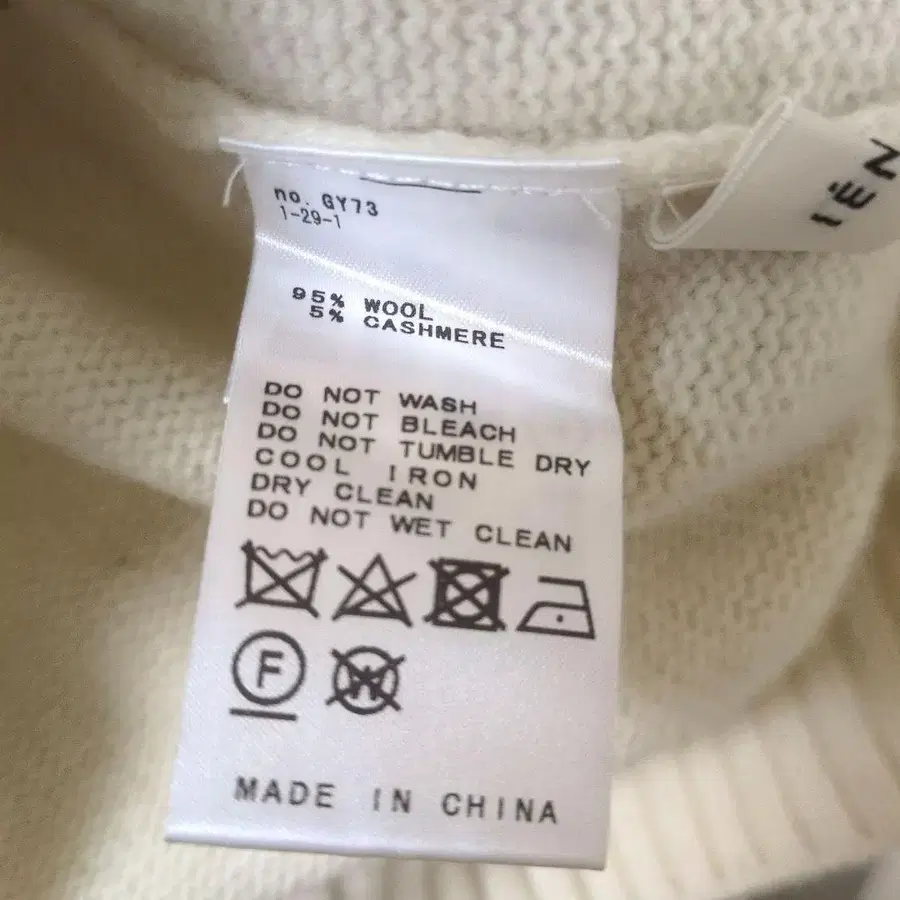 no. GY73
1-29-1
95% WOOL
5% CASHMERE
DO NOT WASH
DO NOT BLEACH
DO NOT TUMBLE DRY
COOL IRON
DRY CLEAN
DO NOT WET CLEAN
F
W
MADE IN CHINA
IÉN